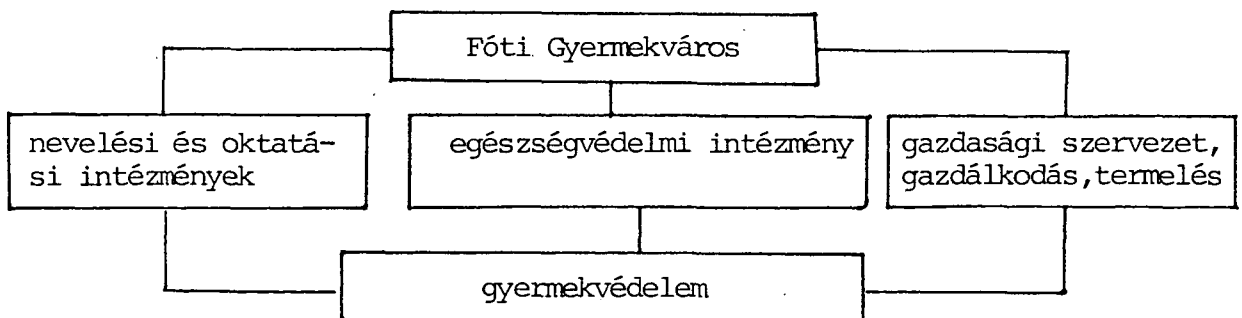 Fóti Gyermekváros
nevelési és oktatá-
si intézmények
egészségvédelmi intézmény
gazdasági szervezet,
gazdálkodás,termelés
gyermekvédelem